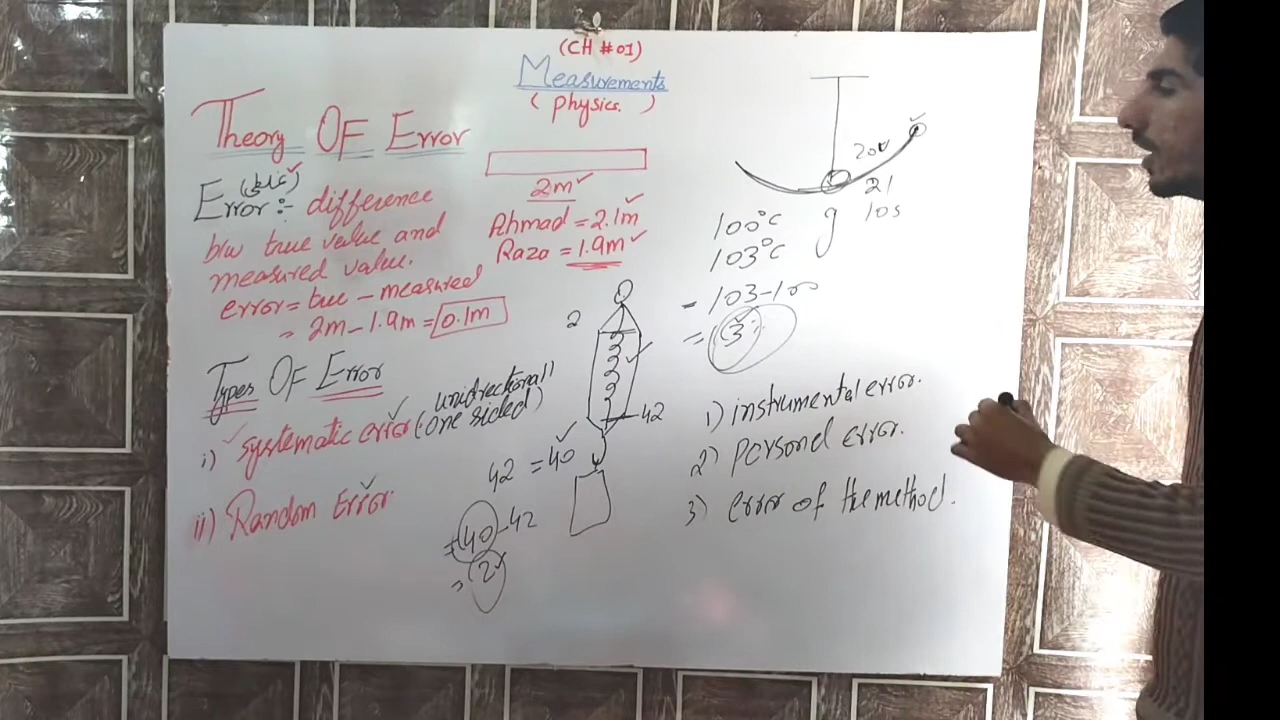 (CH # 01)
Measurements
(Physics.)
Theory OF Error
Error (غلطی) :- difference
b/w true value and
measured value.
error = true - measured
= 2m - 1.9m = 0.1m
2m
Ahmad = 2.1m
Raza = 1.9m
Types OF Error
i) systematic error (one sided)
unidirectional)
ii) Random Error.
2
42
42 = 40
= 40 - 42
= 2
21
10s
g
100°C
103°C
- 103 - 100
= 3
1) instrumental error.
2) Personel error.
3) error of the method.